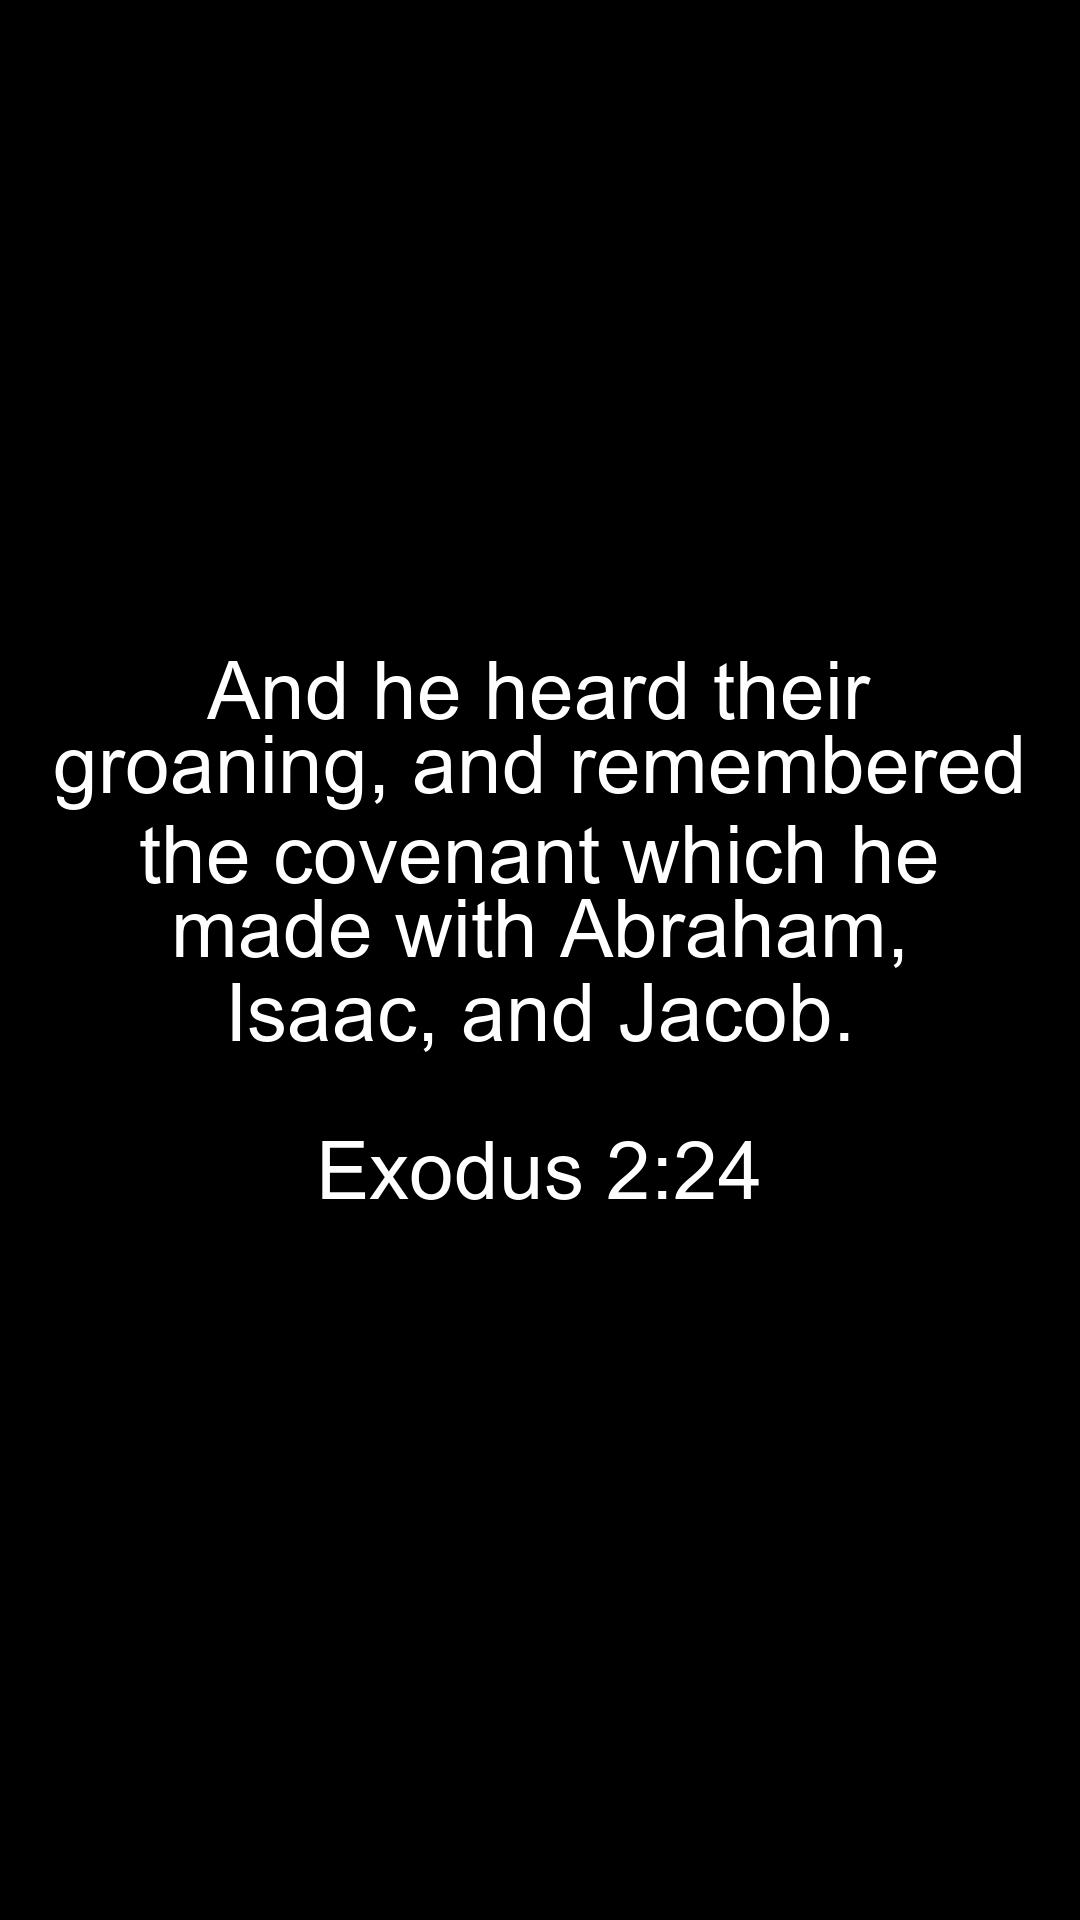 And he heard their
groaning, and remembered
the covenant which he
made with Abraham,
Isaac, and Jacob.
Exodus 2:24